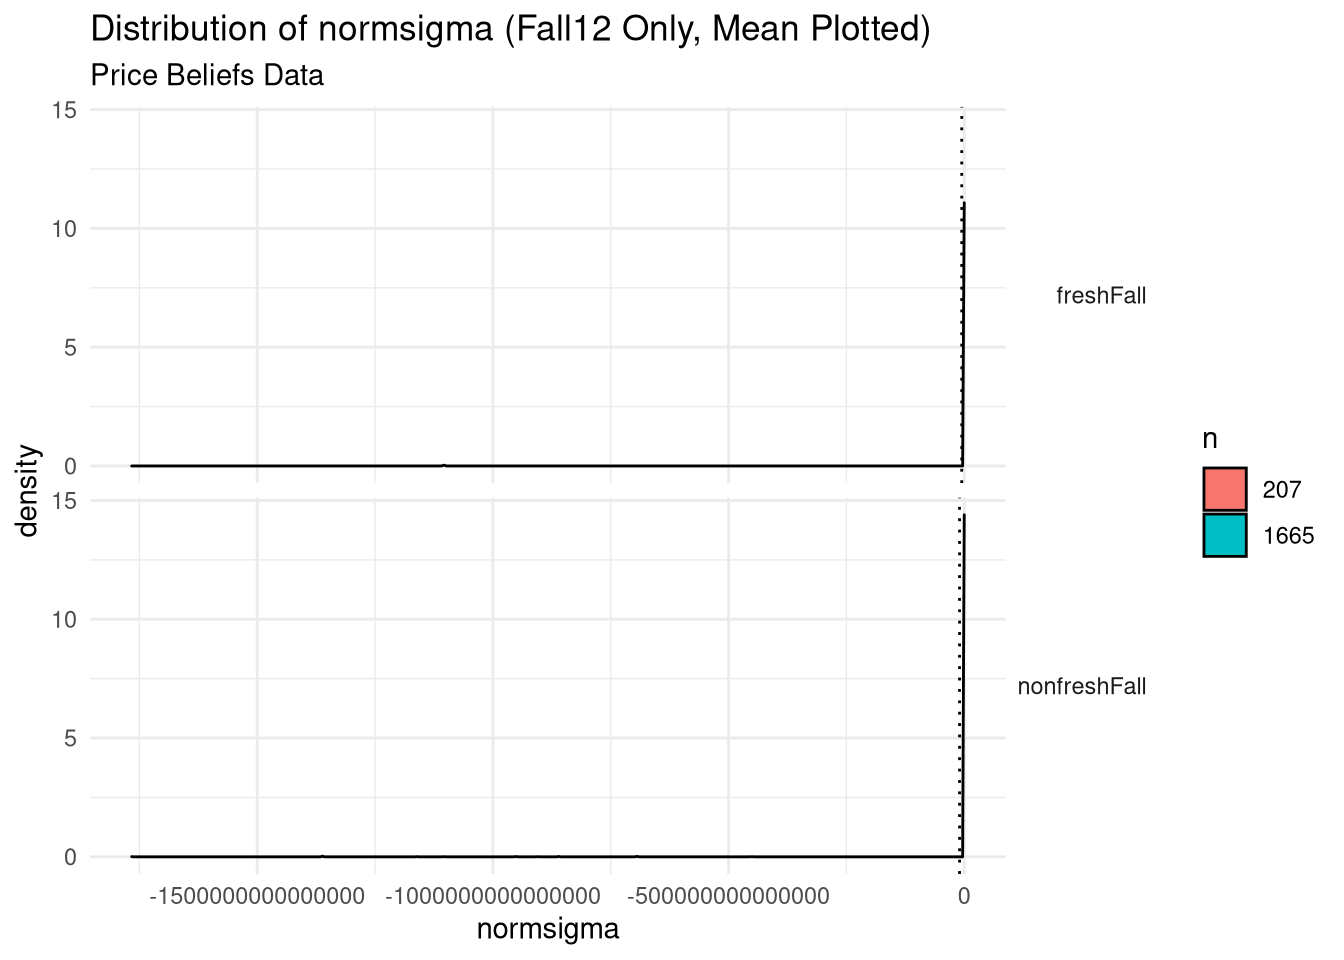 Distribution of normsigma (Fall12 Only, Mean Plotted)
Price Beliefs Data
15
10
5
0
freshFall
15
10
5
0
nonfreshFall
density
-1500000000000000 -1000000000000000 -500000000000000 0
normsigma
n
207
1665